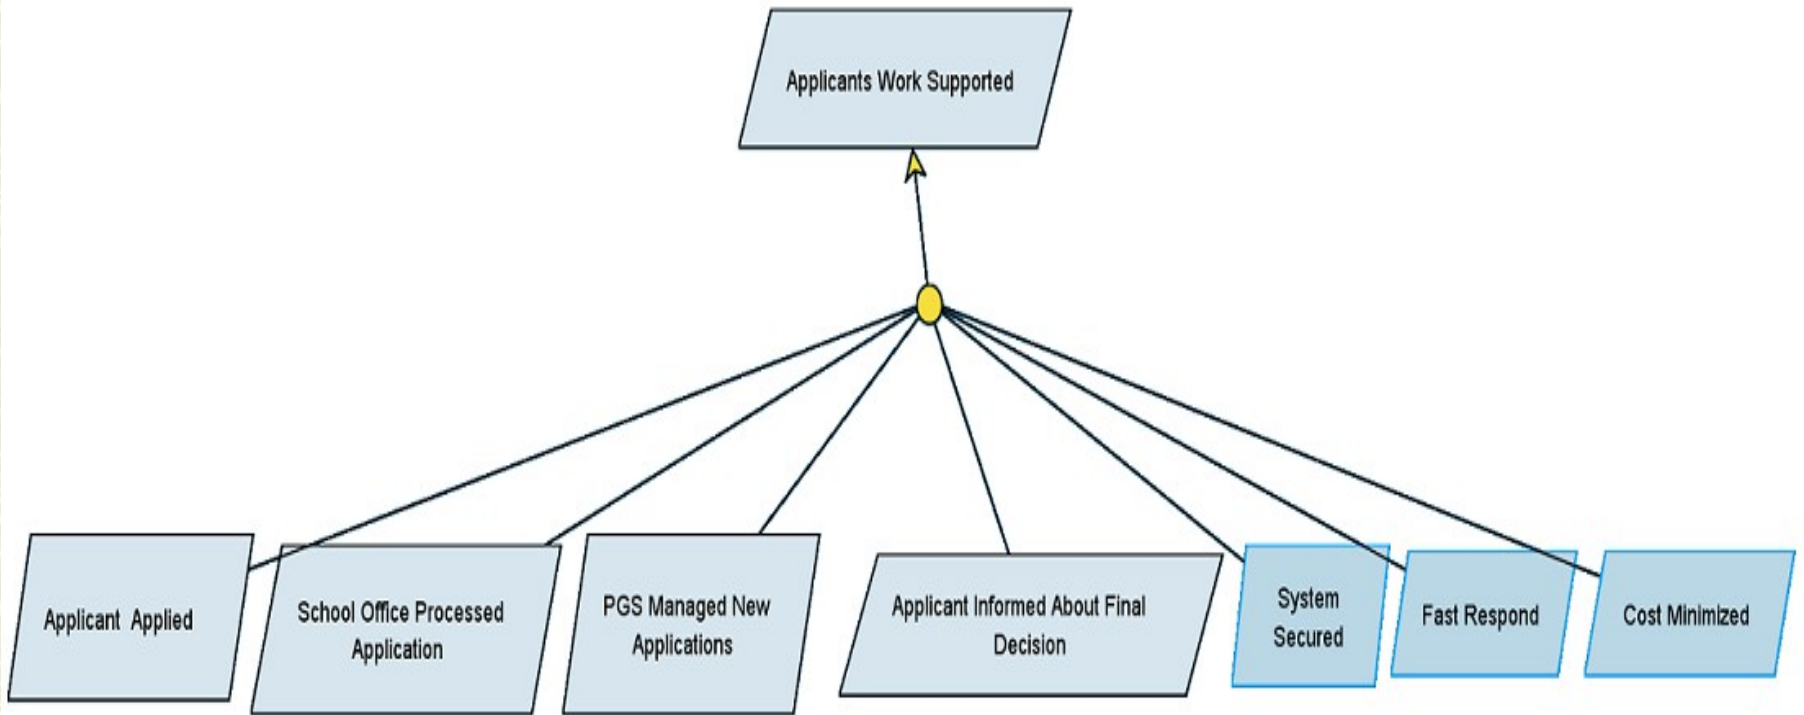 Applicants Work Supported
Applicant Applied
School Office Processed
Application
PGS Managed New
Applications
Applicant Informed About Final
Decision
System
Secured
Fast Respond
Cost Minimized